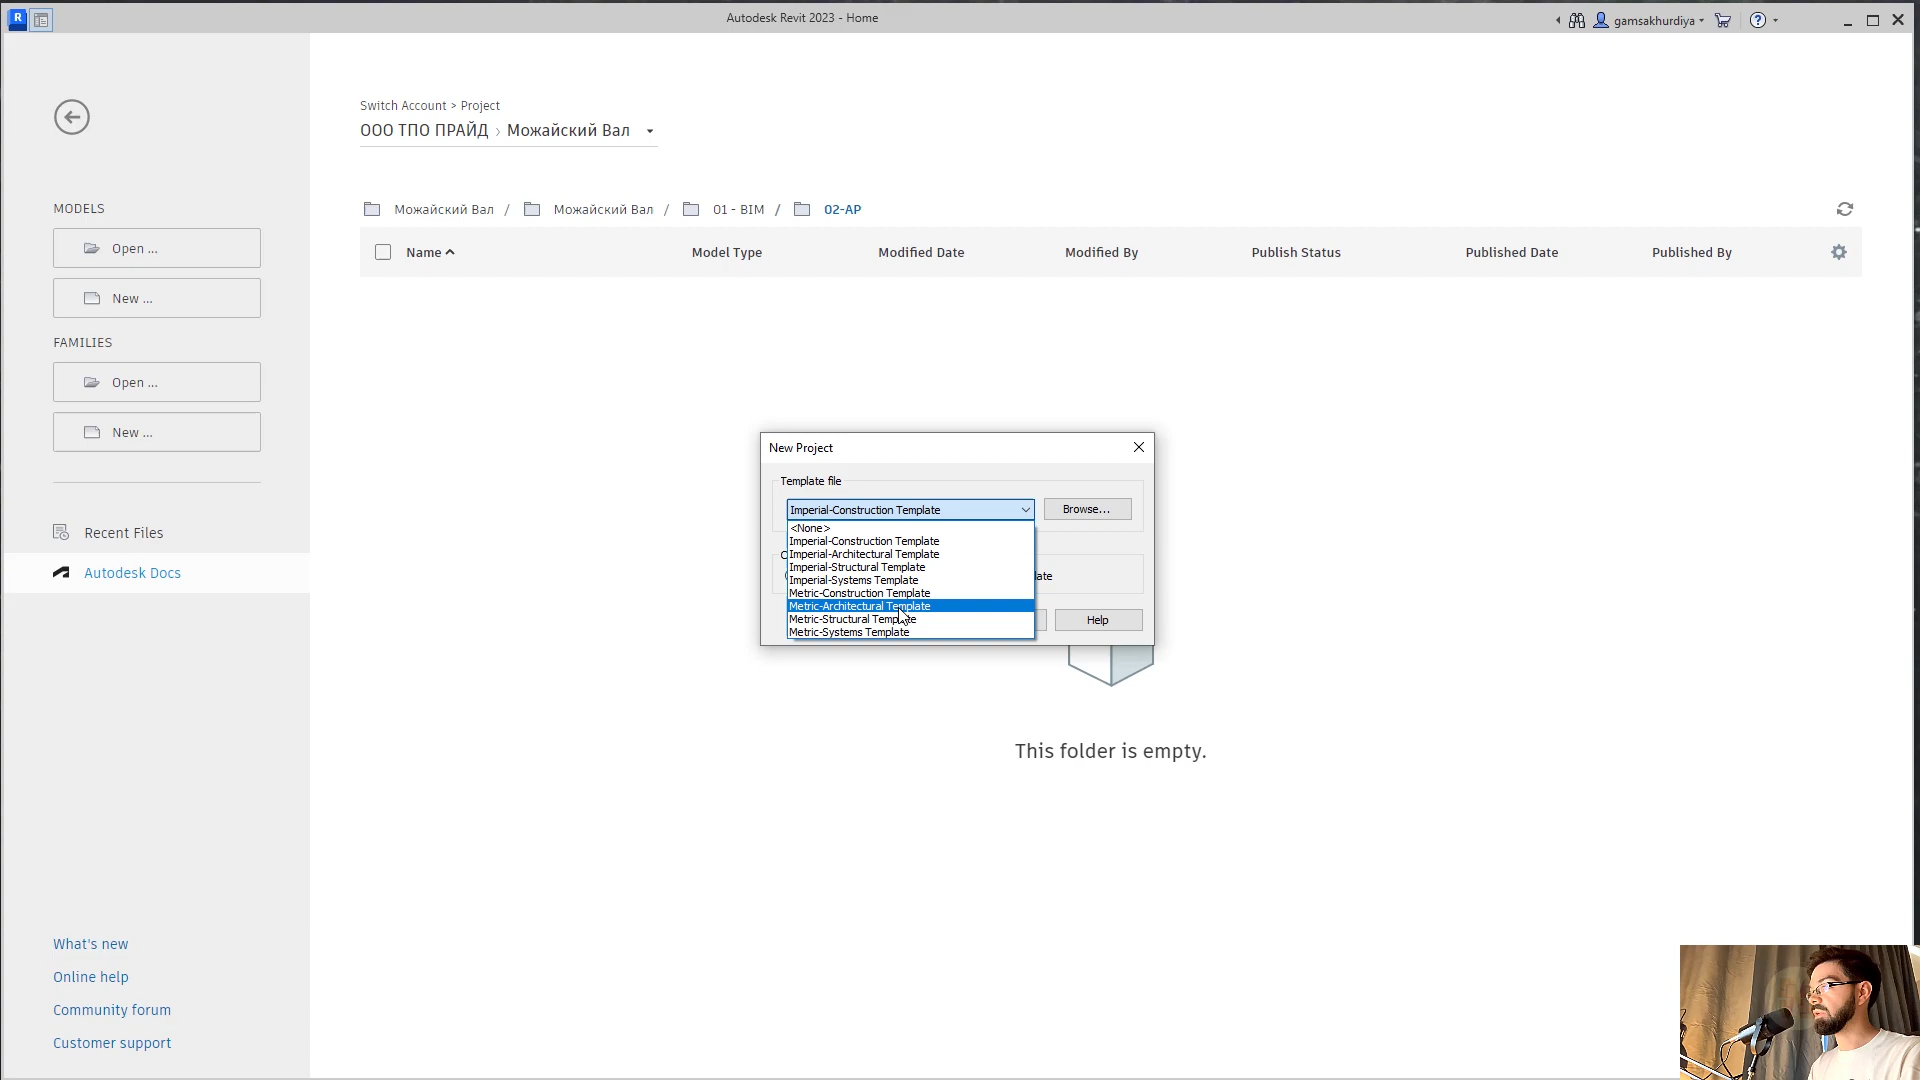 R
Autodesk Revit 2023 - Home
gamsakhurdiya
?
Switch Account > Project
ООО ТПО ПРАЙД › Можайский Вал
MODELS
Open ...
New ...
FAMILIES
Open ...
New ...
Recent Files
Autodesk Docs
What's new
Online help
Community forum
Customer support
Можайский Вал / Можайский Вал / 01 - BIM / 02-АР
Name Model Type Modified Date Modified By Publish Status Published Date Published By
New Project
Template file
Imperial-Construction Template
Browse...
<None>
Imperial-Construction Template
Imperial-Architectural Template
Imperial-Structural Template
Imperial-Systems Template
Metric-Construction Template
Metric-Architectural Template
Metric-Structural Template
Metric-Systems Template
late
Help
This folder is empty.